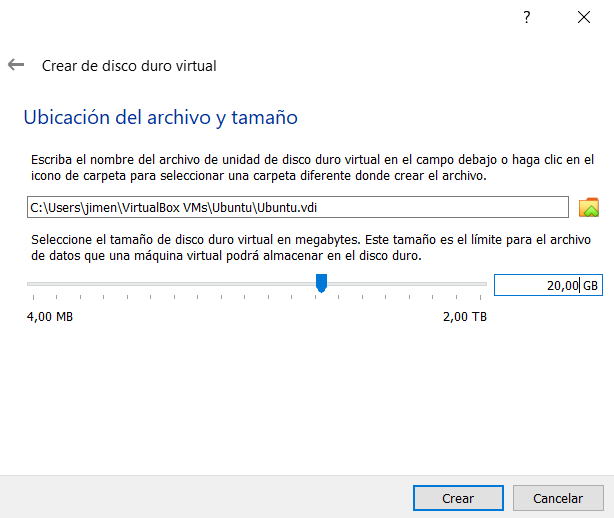 ?
Crear de disco duro virtual
Ubicación del archivo y tamaño
Escriba el nombre del archivo de unidad de disco duro virtual en el campo debajo o haga clic en el
icono de carpeta para seleccionar una carpeta diferente donde crear el archivo.
C:\Users\jimen\VirtualBox VMs\Ubuntu\Ubuntu.vdi
Seleccione el tamaño de disco duro virtual en megabytes. Este tamaño es el límite para el archivo
de datos que una máquina virtual podrá almacenar en el disco duro.
20,00 GB
4,00 MB 2,00 TB
Crear Cancelar